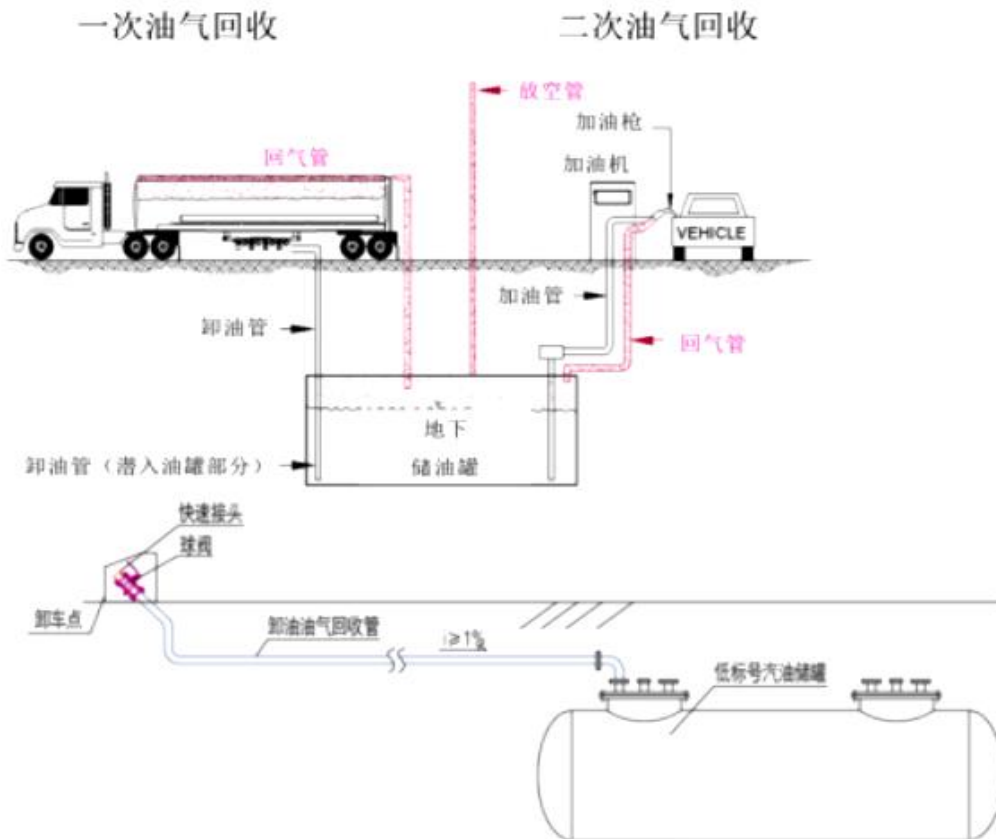 一次油气回收
二次油气回收
放空管
加油枪
回气管
加油机
VEHICLE
加油管
卸油管
回气管
地下
卸油管（潜入油罐部分）
储油罐
快速接头
球阀
卸车点
卸油油气回收管
i≥1%
低标号汽油储罐